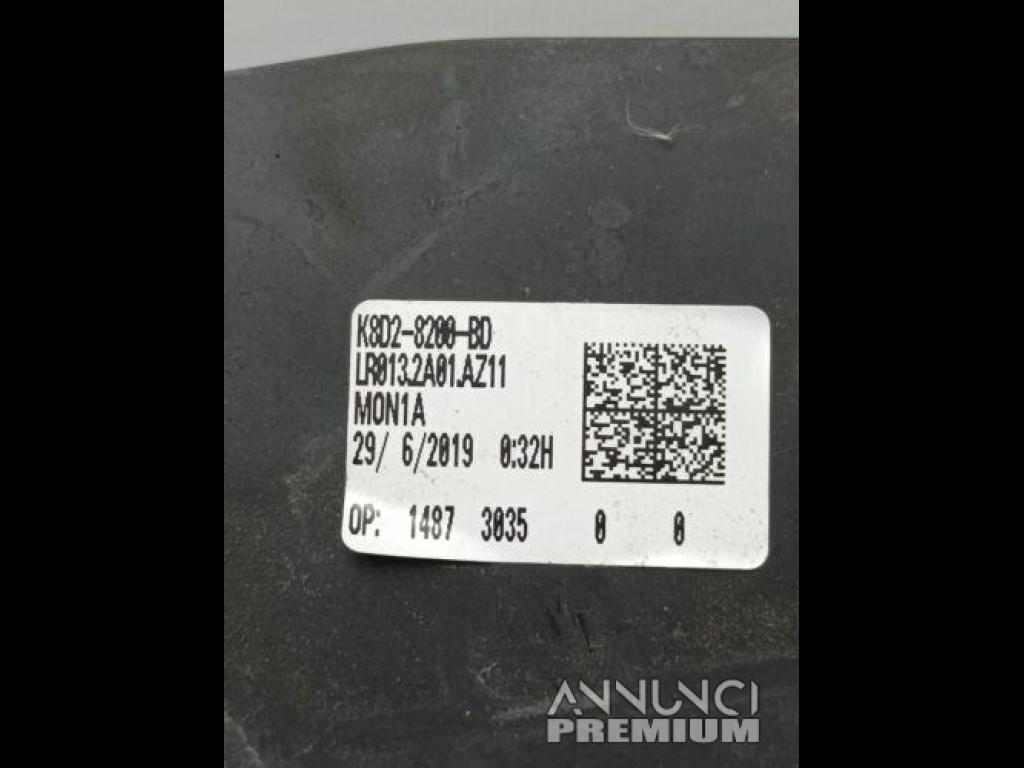 K8D2-8200-BD
LR013.2A01.AZ11
MON1A
29/ 6/2019 0:32H
OP: 1487 3035 0 0
ANNUNCI
PREMIUM